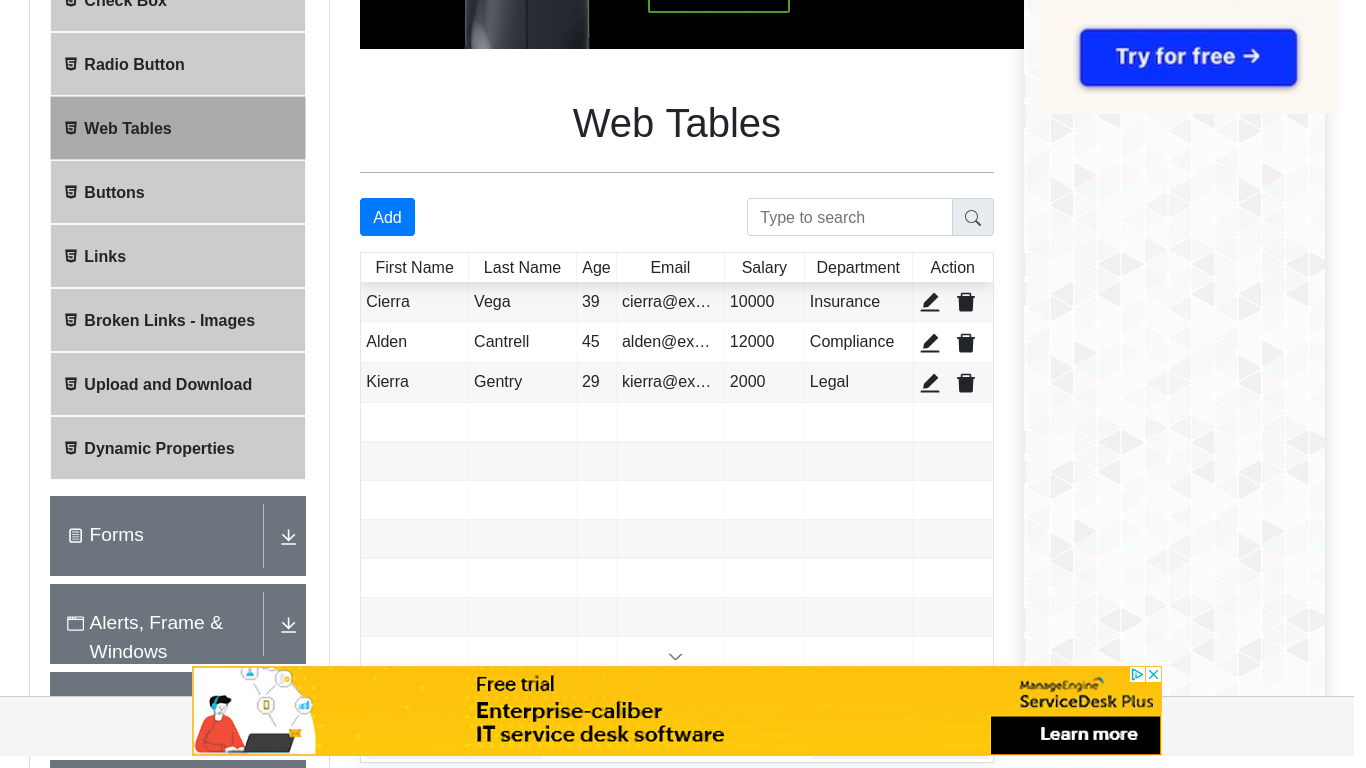 Check Box
Radio Button
Web Tables
Buttons
Links
Broken Links - Images
Upload and Download
Dynamic Properties
Forms
Alerts, Frame &
Windows
Web Tables
Add
Type to search
First Name Last Name Age Email Salary Department Action
Cierra Vega 39 cierra@ex… 10000 Insurance
Alden Cantrell 45 alden@ex… 12000 Compliance
Kierra Gentry 29 kierra@ex… 2000 Legal
Try for free →
Free trial
Enterprise-caliber
IT service desk software
ManageEngine
ServiceDesk Plus
Learn more